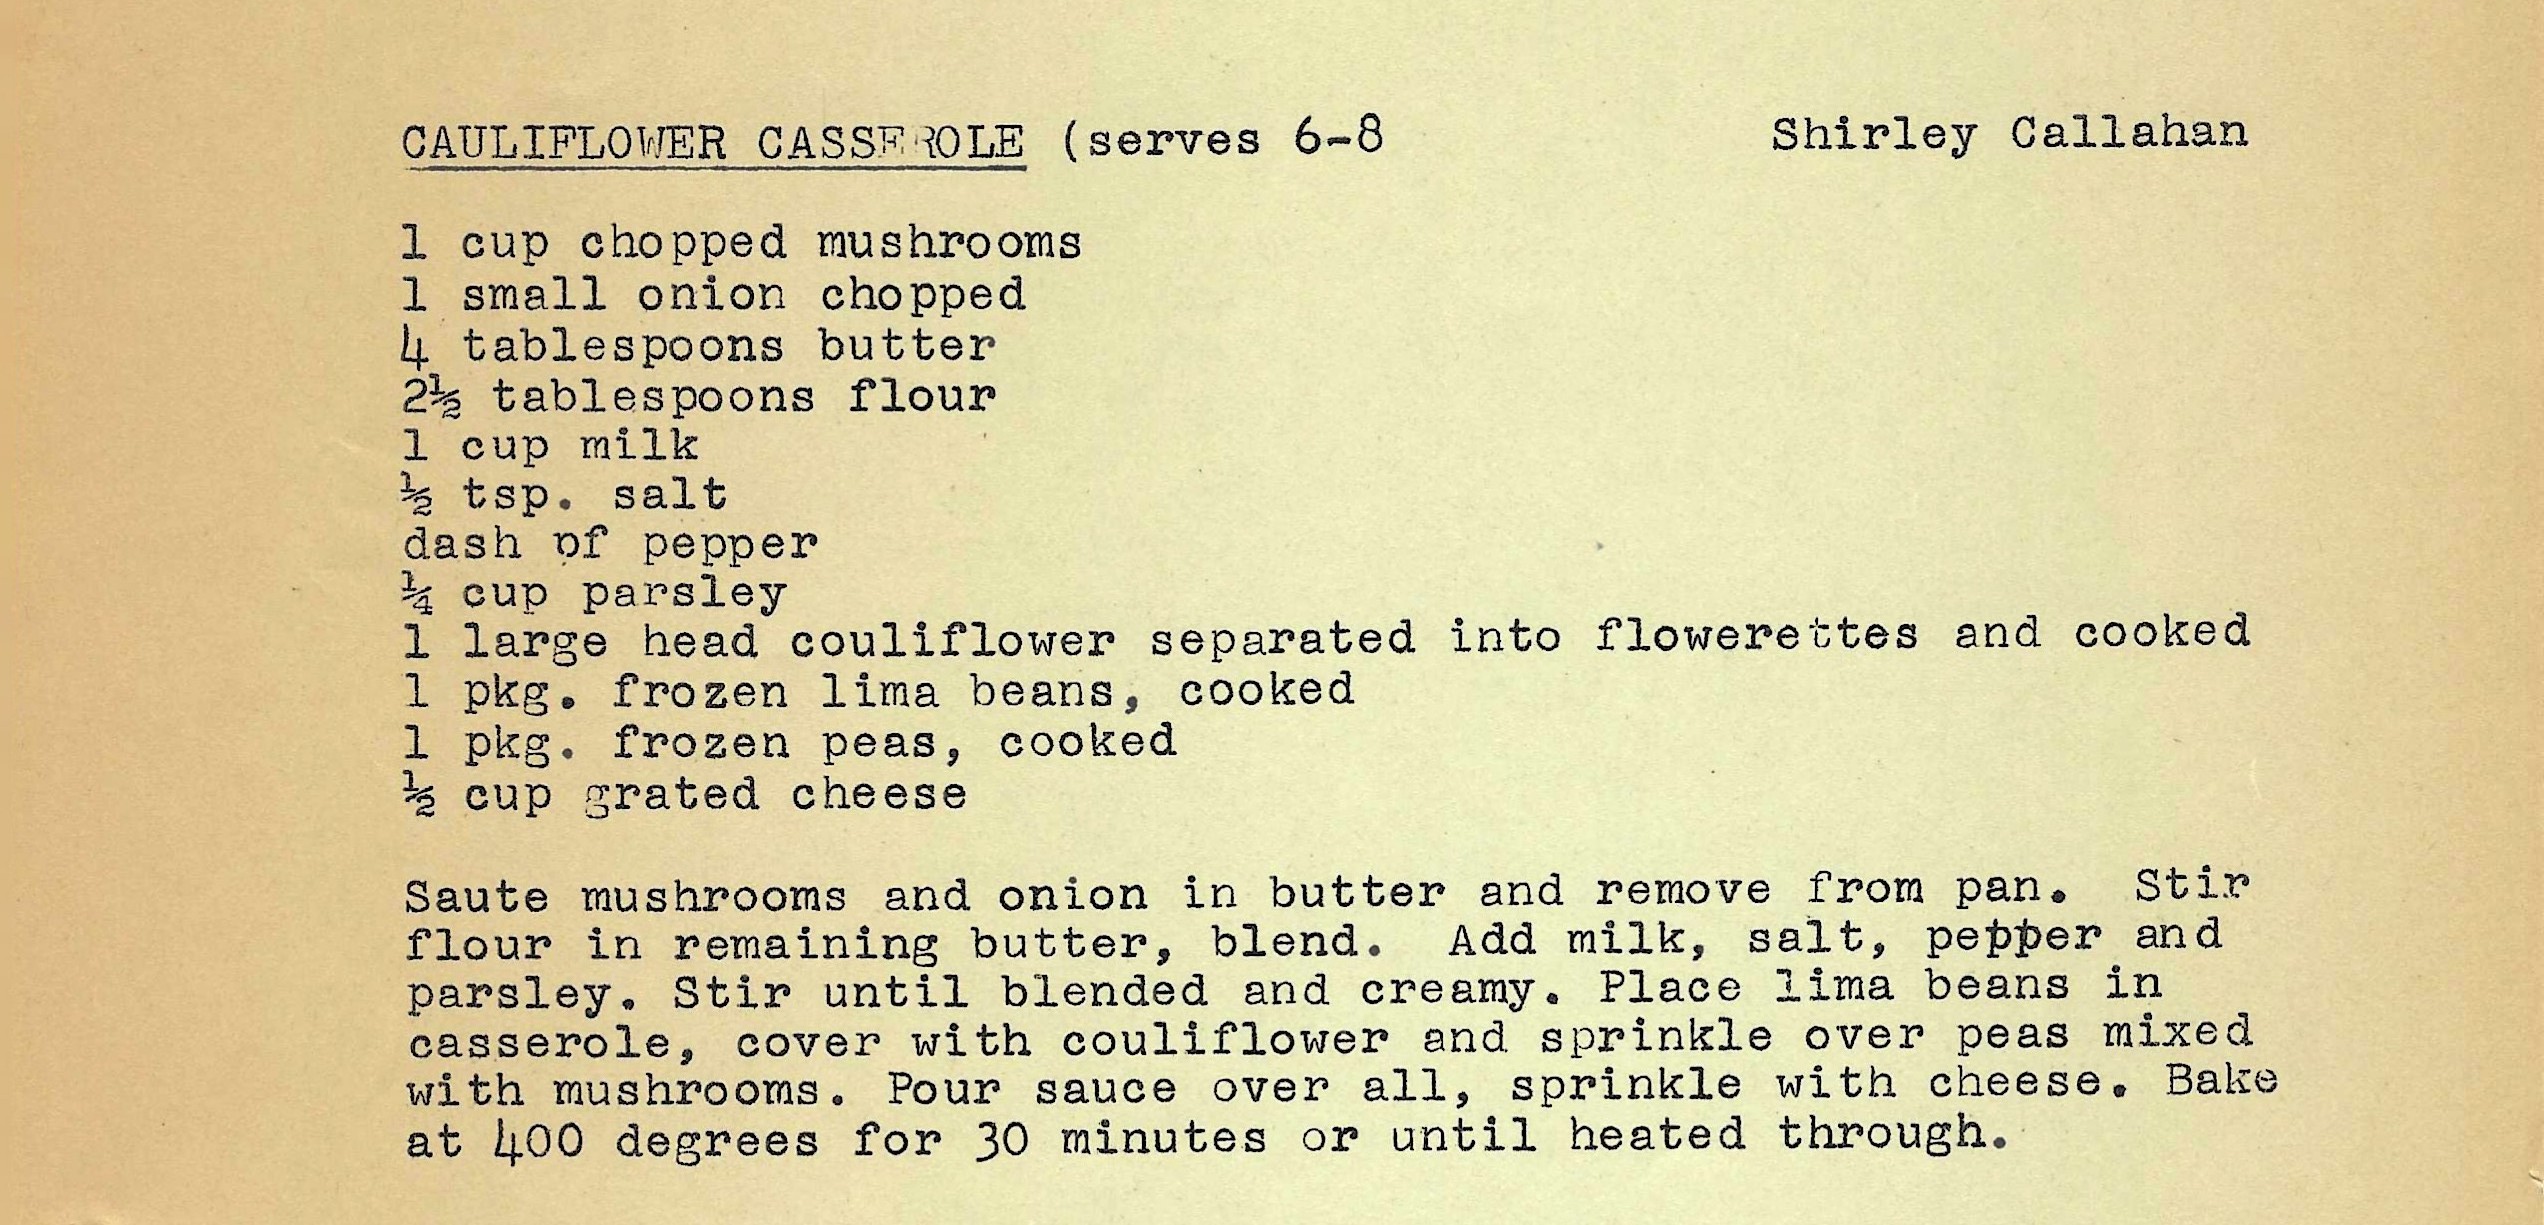 CAULIFLOWER CASSEROLE (serves 6-8 Shirley Callahan
1 cup chopped mushrooms
1 small onion chopped
4 tablespoons butter
2½ tablespoons flour
1 cup milk
½ tsp. salt
dash of pepper
¼ cup parsley
1 large head couliflower separated into flowerettes and cooked
1 pkg. frozen lima beans, cooked
1 pkg. frozen peas, cooked
½ cup grated cheese
Saute mushrooms and onion in butter and remove from pan. Stir
flour in remaining butter, blend. Add milk, salt, pepper and
parsley. Stir until blended and creamy. Place lima beans in
casserole, cover with couliflower and sprinkle over peas mixed
with mushrooms. Pour sauce over all, sprinkle with cheese. Bake
at 400 degrees for 30 minutes or until heated through.